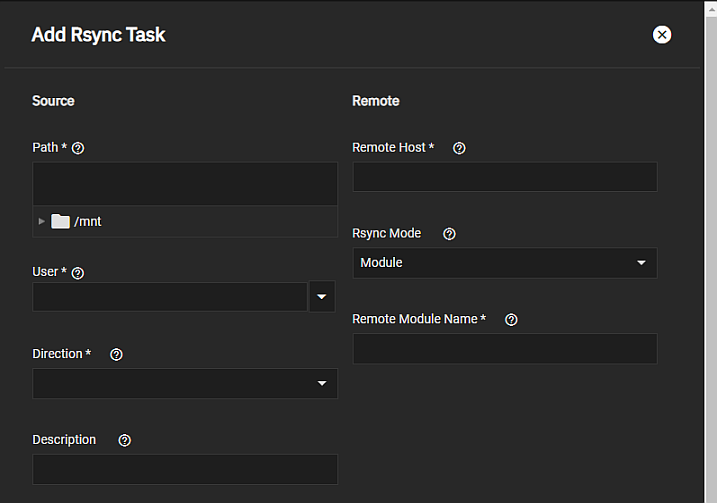 Add Rsync Task
Source
Path *
/mnt
User *
Direction *
Description
Remote
Remote Host *
Rsync Mode
Module
Remote Module Name *